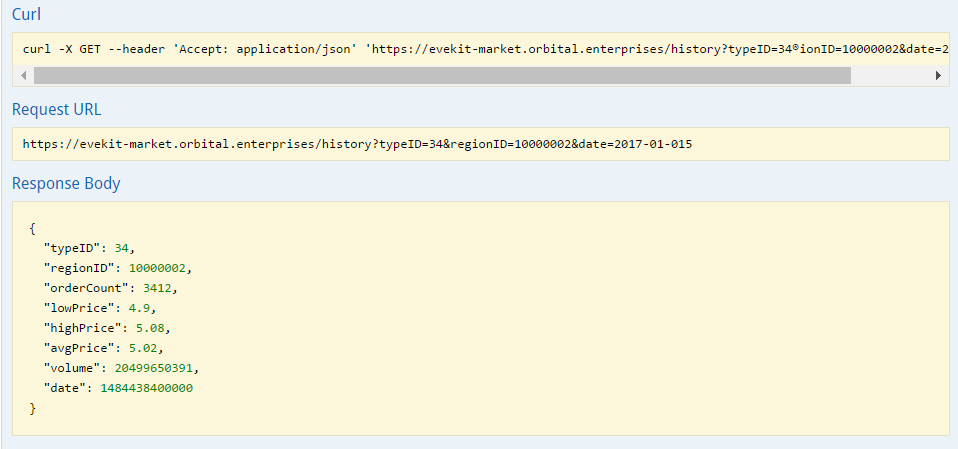 Curl
curl -X GET --header 'Accept: application/json' 'https://evekit-market.orbital.enterprises/history?typeID=34®ionID=10000002&date=2
Request URL
https://evekit-market.orbital.enterprises/history?typeID=34&regionID=10000002&date=2017-01-015
Response Body
{
"typeID": 34,
"regionID": 10000002,
"orderCount": 3412,
"lowPrice": 4.9,
"highPrice": 5.08,
"avgPrice": 5.02,
"volume": 20499650391,
"date": 1484438400000
}